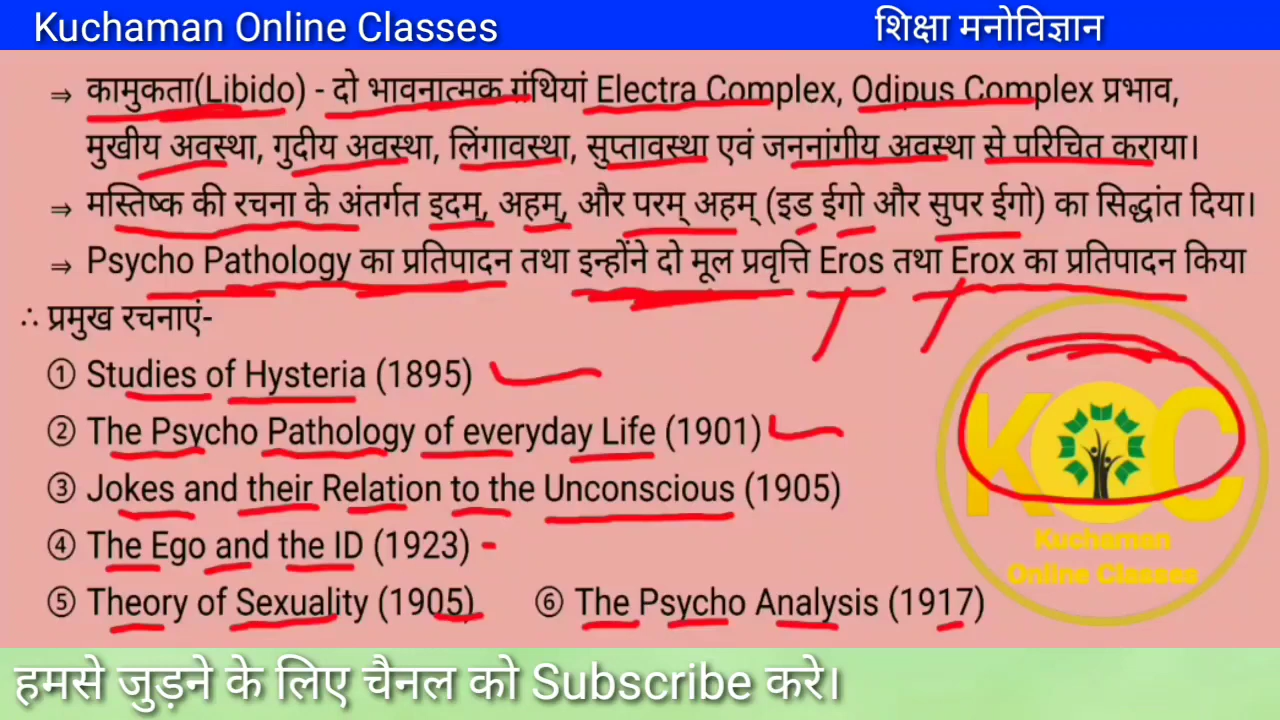 Kuchaman Online Classes
शिक्षा मनोविज्ञान
⇒ कामुकता(Libido) - दो भावनात्मक ग्रंथियां Electra Complex, Odipus Complex प्रभाव,
मुखीय अवस्था, गुदीय अवस्था, लिंगावस्था, सुप्तावस्था एवं जननांगीय अवस्था से परिचित कराया।
⇒ मस्तिष्क की रचना के अंतर्गत इदम्, अहम्, और परम् अहम् (इड ईगो और सुपर ईगो) का सिद्धांत दिया।
⇒ Psycho Pathology का प्रतिपादन तथा इन्होंने दो मूल प्रवृत्ति Eros तथा Erox का प्रतिपादन किया
∴ प्रमुख रचनाएं-
① Studies of Hysteria (1895)
② The Psycho Pathology of everyday Life (1901)
③ Jokes and their Relation to the Unconscious (1905)
④ The Ego and the ID (1923)
⑤ Theory of Sexuality (1905) ⑥ The Psycho Analysis (1917)
KOC
Kuchaman
Online Classes
हमसे जुड़ने के लिए चैनल को Subscribe करे।